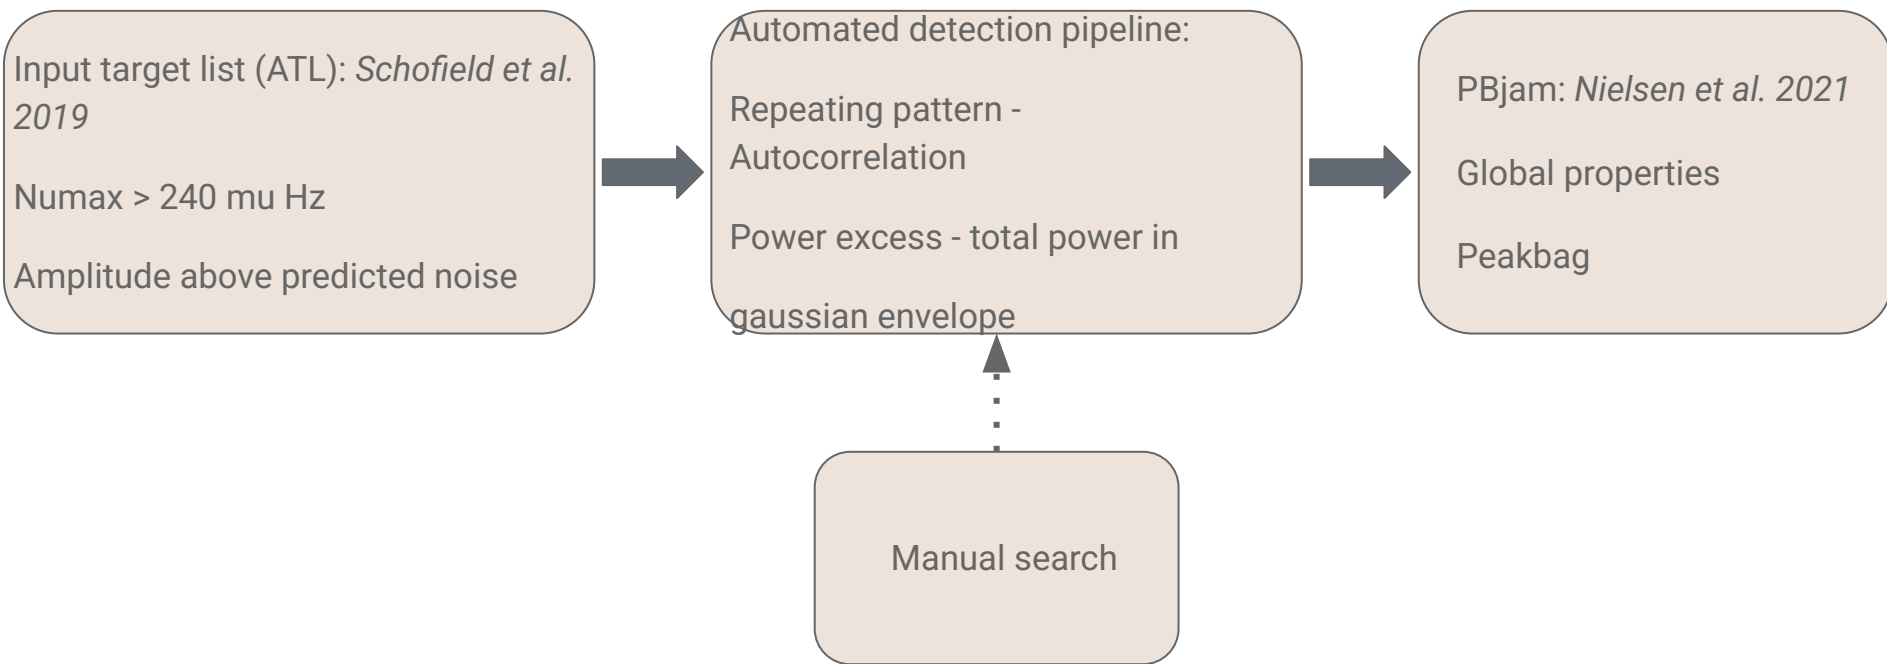 Input target list (ATL): Schofield et al.
2019
Numax > 240 mu Hz
Amplitude above predicted noise
Automated detection pipeline:
Repeating pattern -
Autocorrelation
Power excess - total power in
gaussian envelope
PBjam: Nielsen et al. 2021
Global properties
Peakbag
Manual search